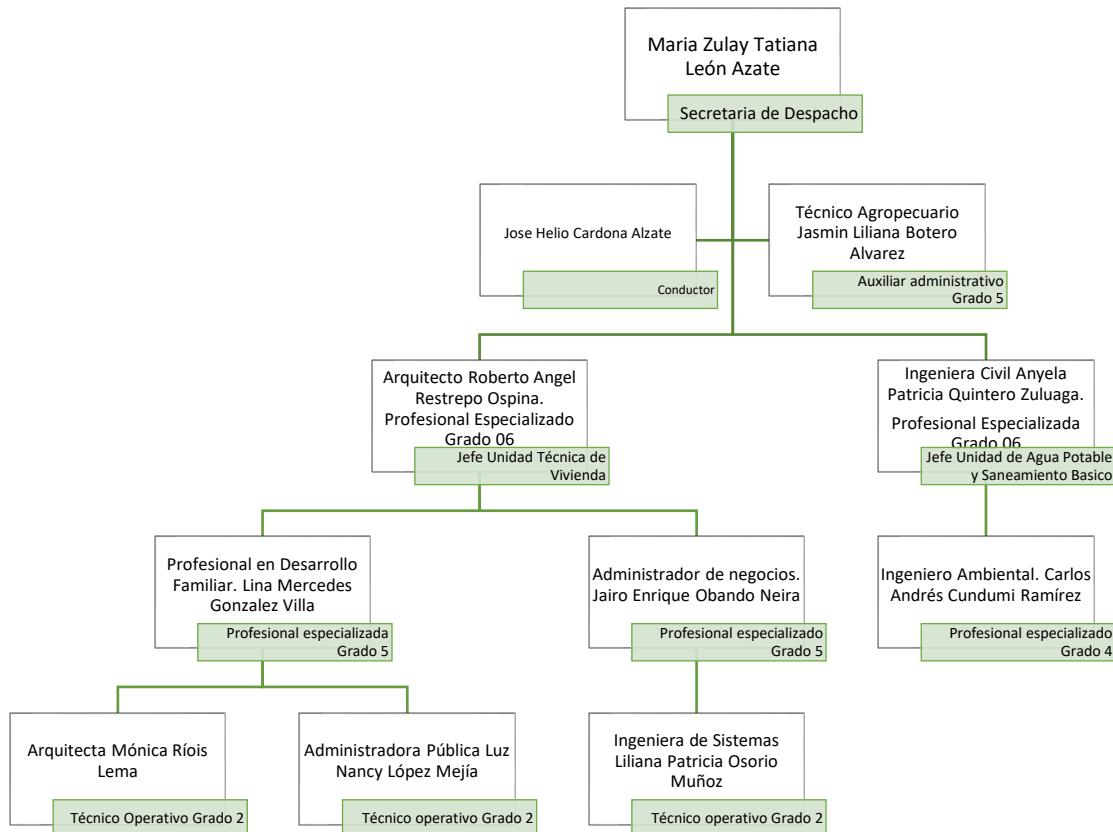 Maria Zulay Tatiana
León Azate
Secretaria de Despacho
Jose Helio Cardona Alzate
Conductor
Técnico Agropecuario
Jasmin Liliana Botero
Alvarez
Auxiliar administrativo
Grado 5
Arquitecto Roberto Angel
Restrepo Ospina.
Profesional Especializado
Grado 06
Jefe Unidad Técnica de
Vivienda
Ingeniera Civil Anyela
Patricia Quintero Zuluaga.
Profesional Especializada
Grado 06
Jefe Unidad de Agua Potable
y Saneamiento Basico
Profesional en Desarrollo
Familiar. Lina Mercedes
Gonzalez Villa
Profesional especializada
Grado 5
Administrador de negocios.
Jairo Enrique Obando Neira
Profesional especializado
Grado 5
Ingeniero Ambiental. Carlos
Andrés Cundumi Ramírez
Profesional especializado
Grado 4
Arquitecta Mónica Ríois
Lema
Técnico Operativo Grado 2
Administradora Pública Luz
Nancy López Mejía
Técnico operativo Grado 2
Ingeniera de Sistemas
Liliana Patricia Osorio
Muñoz
Técnico operativo Grado 2